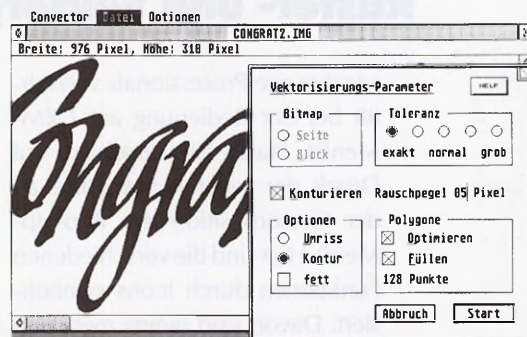 Convector Datei Optionen
CONGRAT2.IMG
Breite: 976 Pixel, Höhe: 310 Pixel
Vektorisierungs-Parameter
HELP
Bitmap
Seite
Block
Toleranz
exakt normal grob
Konturieren Rauschpegel 05 Pixel
Optionen
Umriss
Kontur
fett
Polygone
Optimieren
Füllen
128 Punkte
Abbruch Start